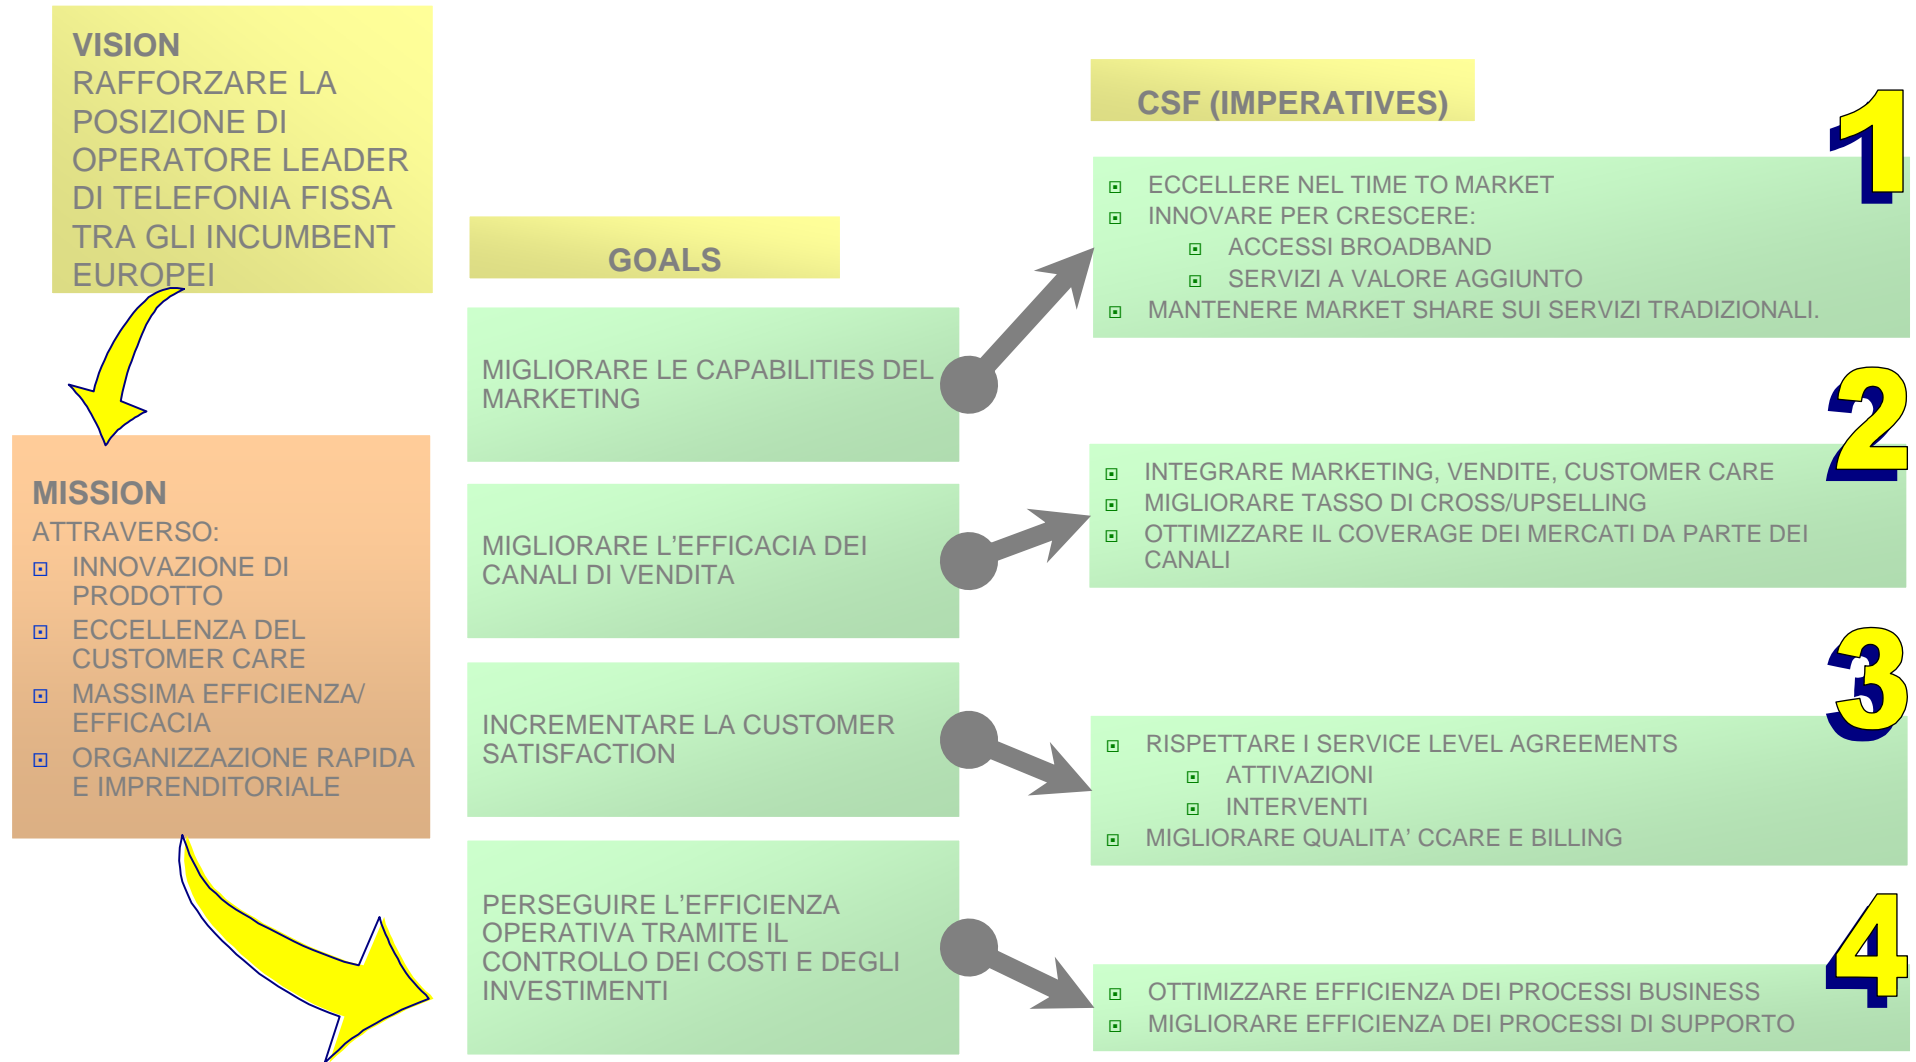 VISION
RAFFORZARE LA
POSIZIONE DI
OPERATORE LEADER
DI TELEFONIA FISSA
TRA GLI INCUMBENT
EUROPEI
MISSION
ATTRAVERSO:
INNOVAZIONE DI
PRODOTTO
ECCELLENZA DEL
CUSTOMER CARE
MASSIMA EFFICIENZA/
EFFICACIA
ORGANIZZAZIONE RAPIDA
E IMPRENDITORIALE
GOALS
MIGLIORARE LE CAPABILITIES DEL
MARKETING
MIGLIORARE L’EFFICACIA DEI
CANALI DI VENDITA
INCREMENTARE LA CUSTOMER
SATISFACTION
PERSEGUIRE L’EFFICIENZA
OPERATIVA TRAMITE IL
CONTROLLO DEI COSTI E DEGLI
INVESTIMENTI
CSF (IMPERATIVES)
1
ECCELLERE NEL TIME TO MARKET
INNOVARE PER CRESCERE:
ACCESSI BROADBAND
SERVIZI A VALORE AGGIUNTO
MANTENERE MARKET SHARE SUI SERVIZI TRADIZIONALI.
2
INTEGRARE MARKETING, VENDITE, CUSTOMER CARE
MIGLIORARE TASSO DI CROSS/UPSELLING
OTTIMIZZARE IL COVERAGE DEI MERCATI DA PARTE DEI
CANALI
3
RISPETTARE I SERVICE LEVEL AGREEMENTS
ATTIVAZIONI
INTERVENTI
MIGLIORARE QUALITA’ CCARE E BILLING
4
OTTIMIZZARE EFFICIENZA DEI PROCESSI BUSINESS
MIGLIORARE EFFICIENZA DEI PROCESSI DI SUPPORTO